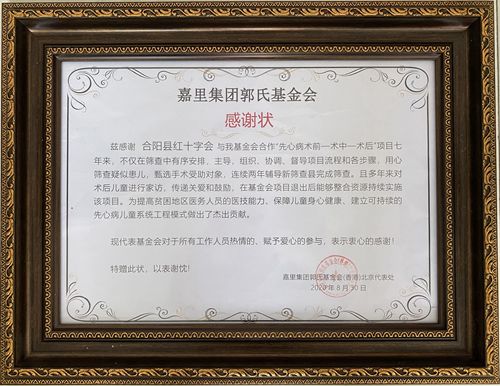 嘉里集团郭氏基金会
感谢状
兹感谢 合阳县红十字会 与我基金会合作“先心病术前一术中一术后”项目七
年来，不仅在筛查中有序安排、主导、组织、协调、督导项目流程和各步骤，用心
筛查疑似患儿，甄选手术受助对象，连续两年辅导新筛查县完成筛查。且多年来对
术后儿童进行家访，传递关爱和鼓励，在基金会项目退出后能够整合资源持续实施
该项目。为提高贫困地区医务人员的医技能力、保障儿童身心健康、建立可持续的
先心病儿童系统工程模式做出了杰出贡献。
现代表基金会对于所有工作人员热情的、赋予爱心的参与，表示衷心的感谢！
特赠此状，以表谢忱！
嘉里集团郭氏基金会(香港)北京代表处
2020年8月30日